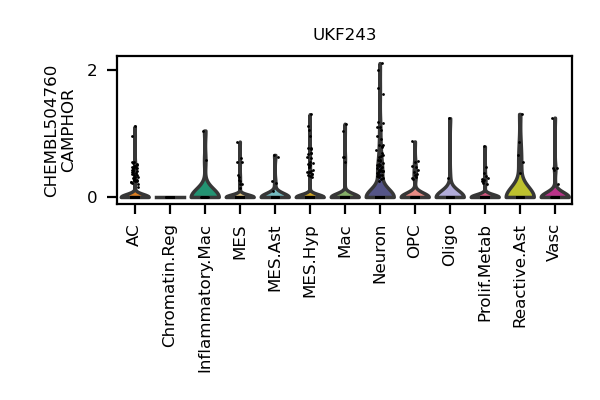 UKF243
CHEMBL504760
CAMPHOR
2
0
AC
Chromatin.Reg
Inflammatory.Mac
MES
MES.Ast
MES.Hyp
Mac
Neuron
OPC
Oligo
Prolif.Metab
Reactive.Ast
Vasc